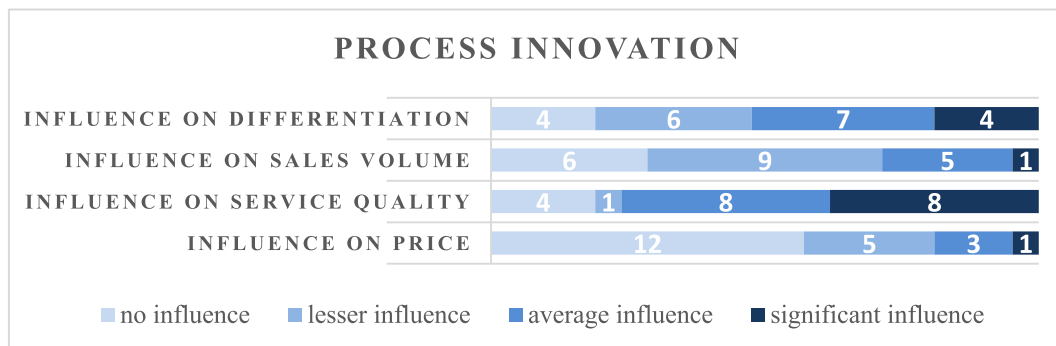 PROCESS INNOVATION
INFLUENCE ON DIFFERENTIATION 4 6 7 4
INFLUENCE ON SALES VOLUME 6 9 5 1
INFLUENCE ON SERVICE QUALITY 4 1 8 8
INFLUENCE ON PRICE 12 5 3 1
no influence lesser influence average influence significant influence